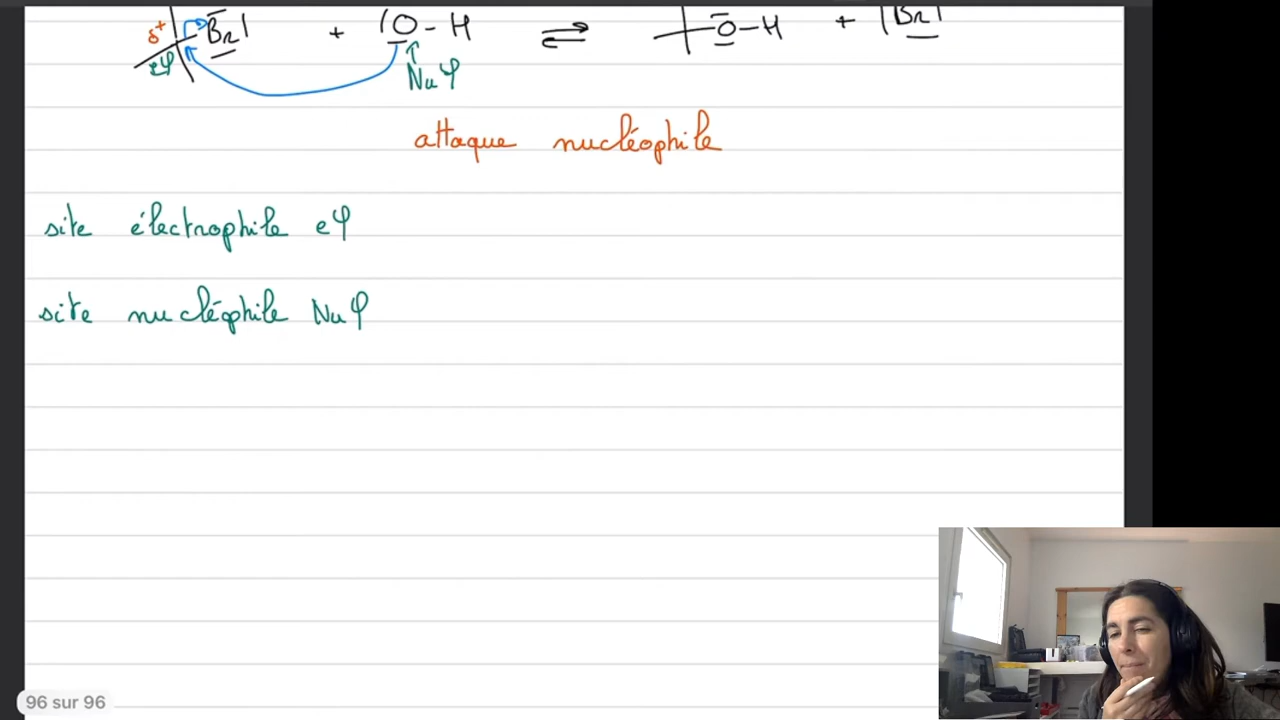 δ+ Br + O-H ⇌ O-H + Br
eφ Nuφ
attaque nucléophile
site électrophile eφ
site nucléphile Nuφ
96 sur 96